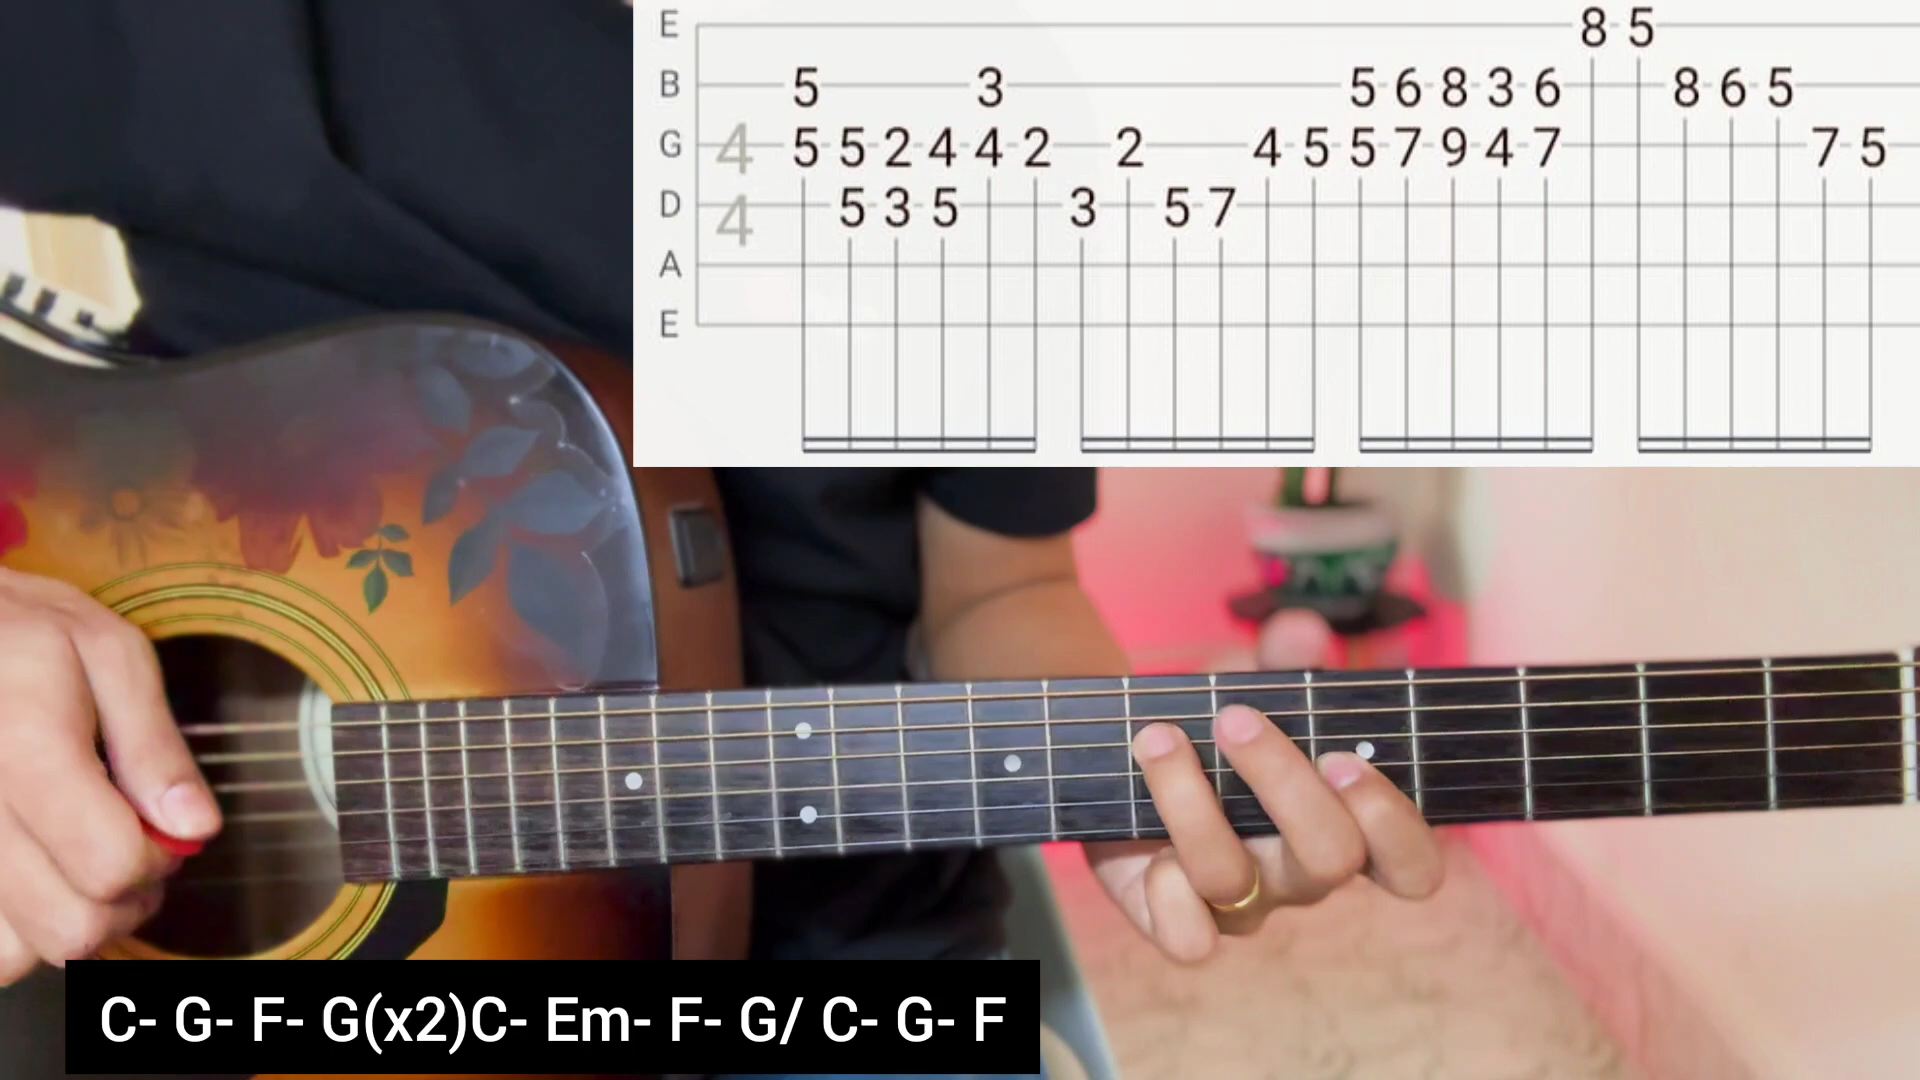 E 8 5
B 5 3 5 6 8 3 6 8 6 5
G 4 5 5 2 4 4 2 2 4 5 5 7 9 4 7 7 5
D 4 5 3 5 3 5 7
A
E
C- G- F- G(x2)C- Em- F- G/ C- G- F